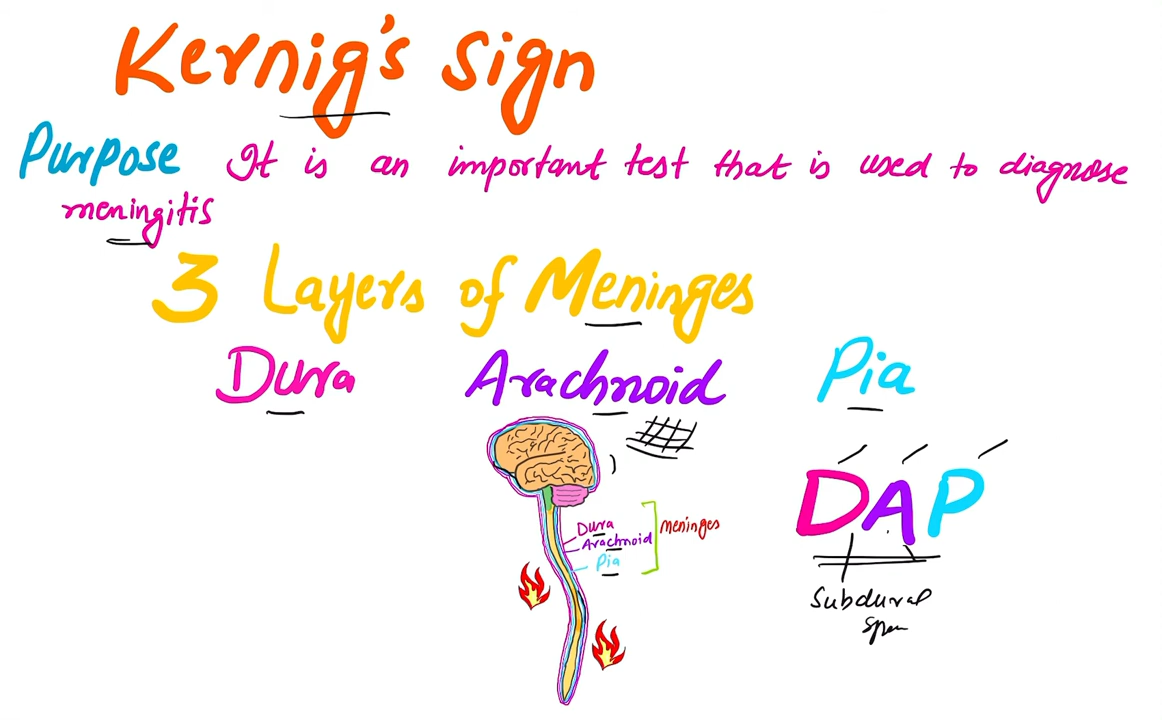 Kernig's sign
Purpose It is an important test that is used to diagnose
meningitis
3 Layers of Meninges
Dura Arachnoid Pia
DAP
Dura
Arachnoid
Pia
meninges
Subdural